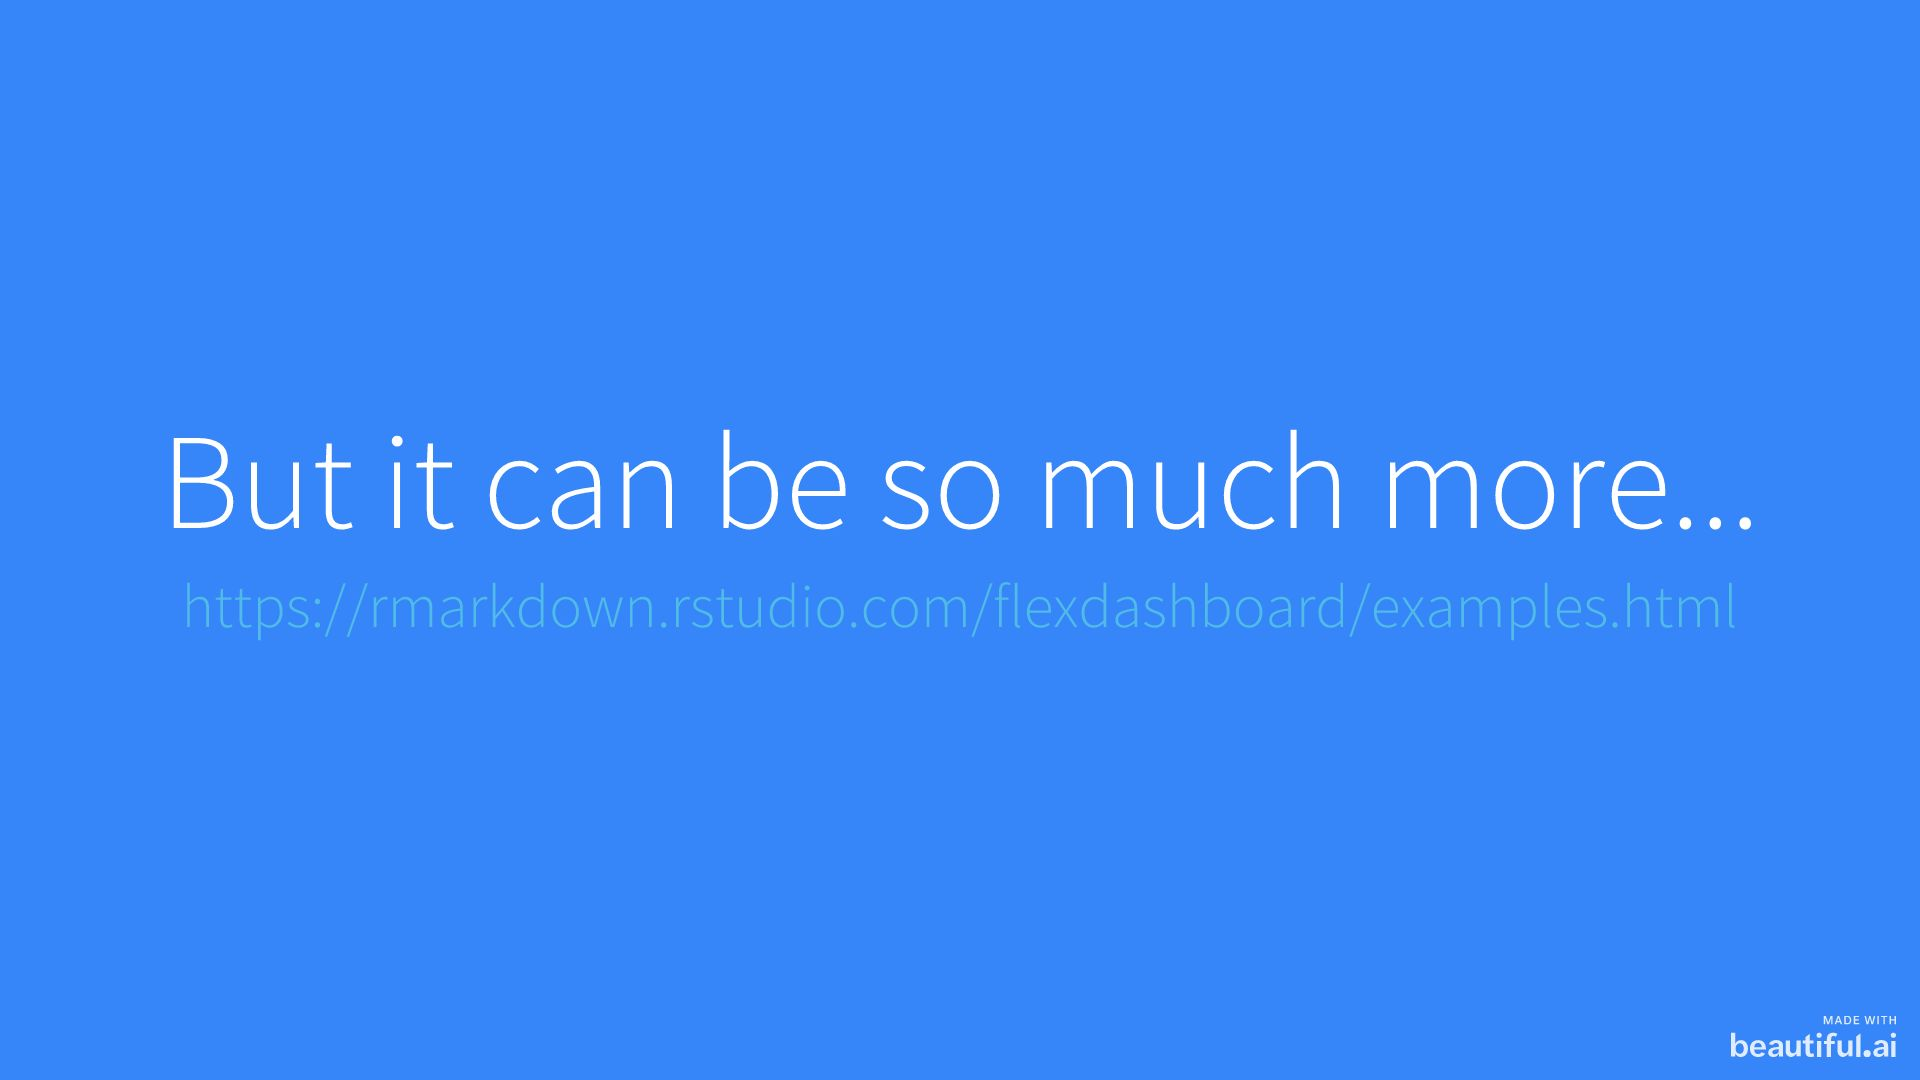 But it can be so much more...
https://rmarkdown.rstudio.com/flexdashboard/examples.html
MADE WITH
beautiful.ai